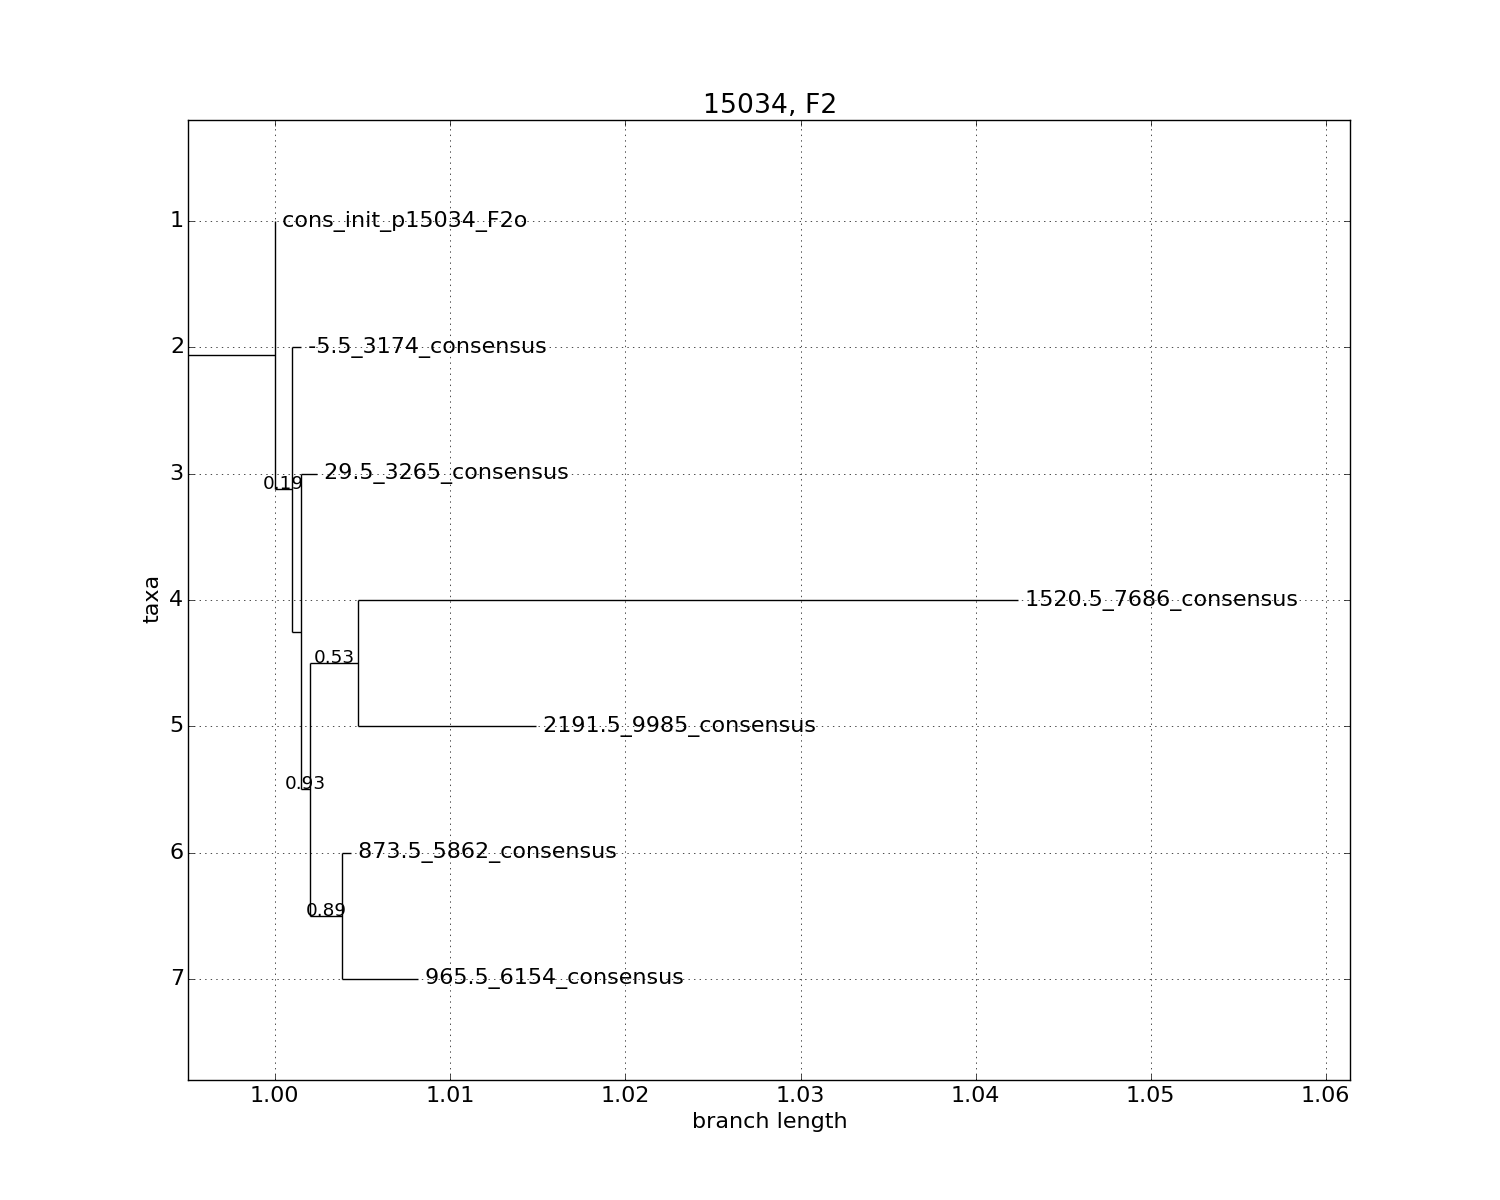 15034, F2
1
cons_init_p15034_F2o
2
-5.5_3174_consensus
3
29.5_3265_consensus
0.19
taxa
4
1520.5_7686_consensus
0.53
5
2191.5_9985_consensus
0.93
6
873.5_5862_consensus
0.89
7
965.5_6154_consensus
1.00 1.01 1.02 1.03 1.04 1.05 1.06
branch length